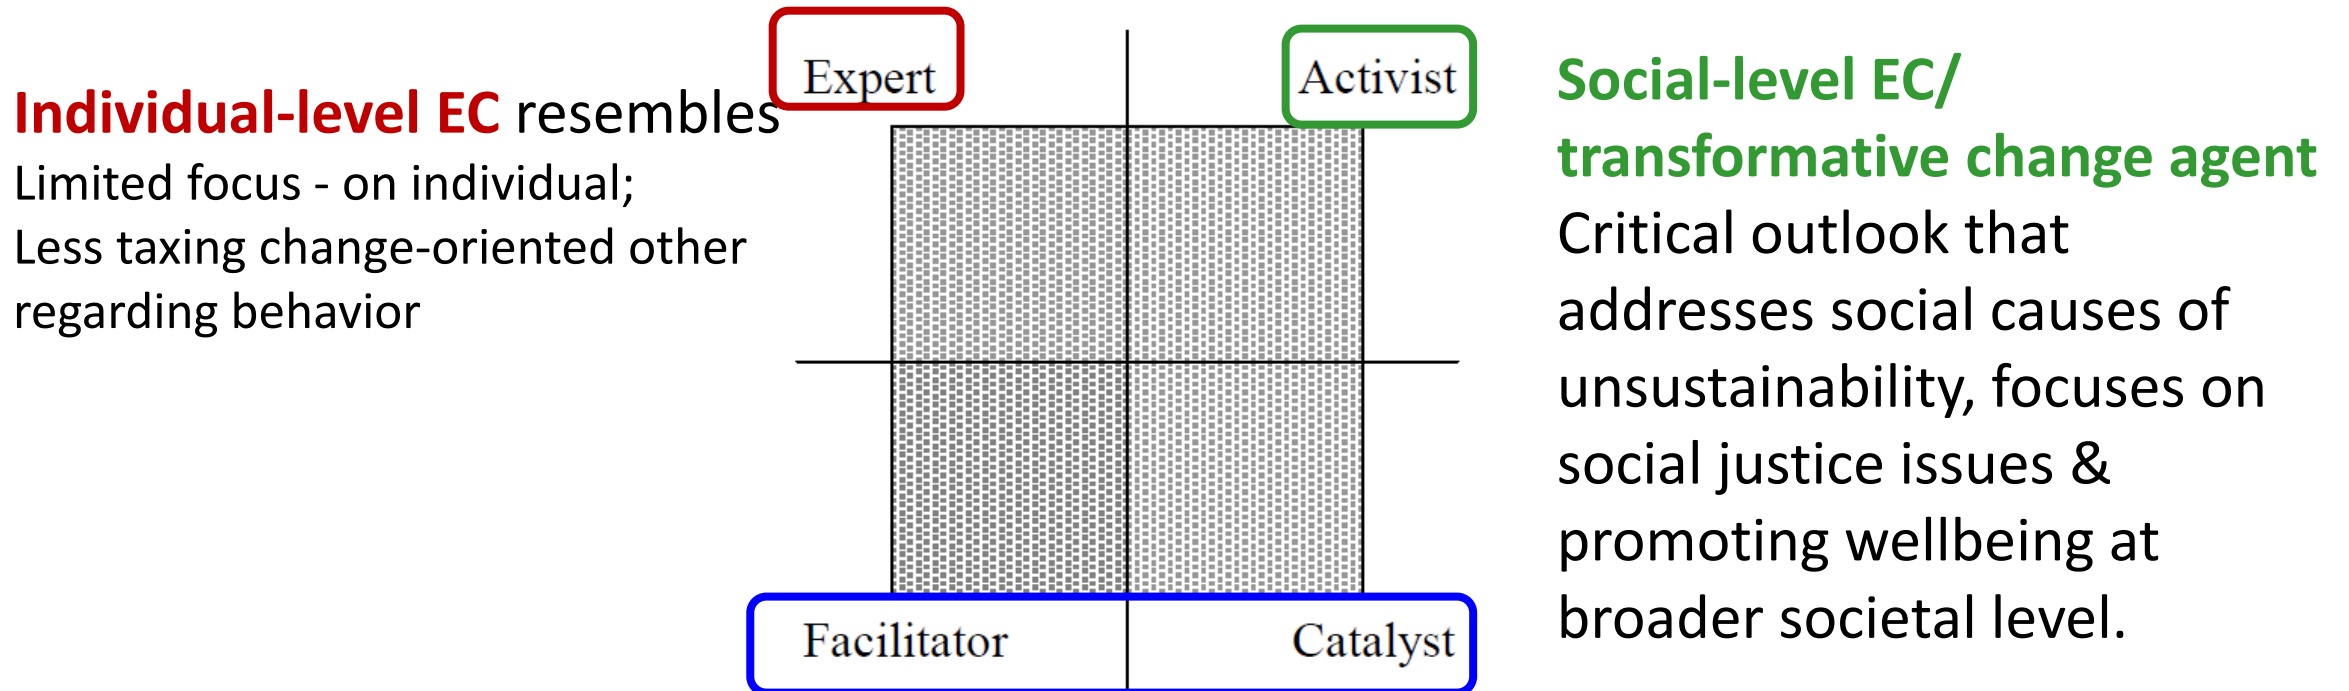 Individual-level EC resembles
Limited focus - on individual;
Less taxing change-oriented other
regarding behavior
Expert
Activist
Facilitator
Catalyst
Social-level EC/
transformative change agent
Critical outlook that
addresses social causes of
unsustainability, focuses on
social justice issues &
promoting wellbeing at
broader societal level.